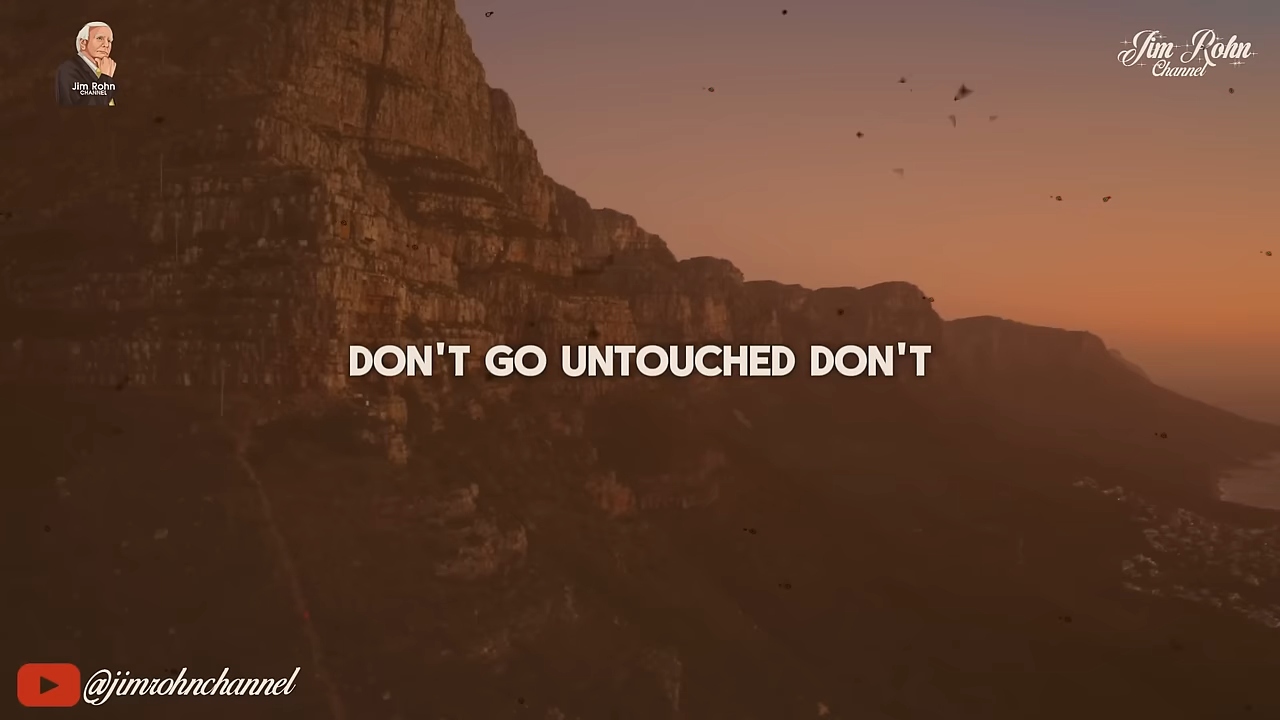 Jim Rohn
CHANNEL
Jim Rohn
Channel
DON'T GO UNTOUCHED DON'T
@jimrohnchannel